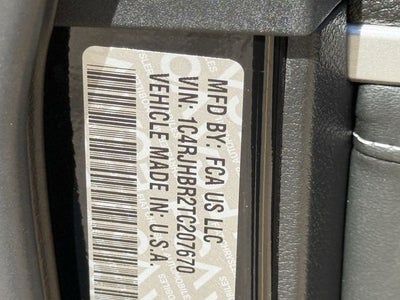 MFD BY: FCA US LLC
VIN: 1C4RJHBR2TC207670
VEHICLE MADE IN: U.S.A.